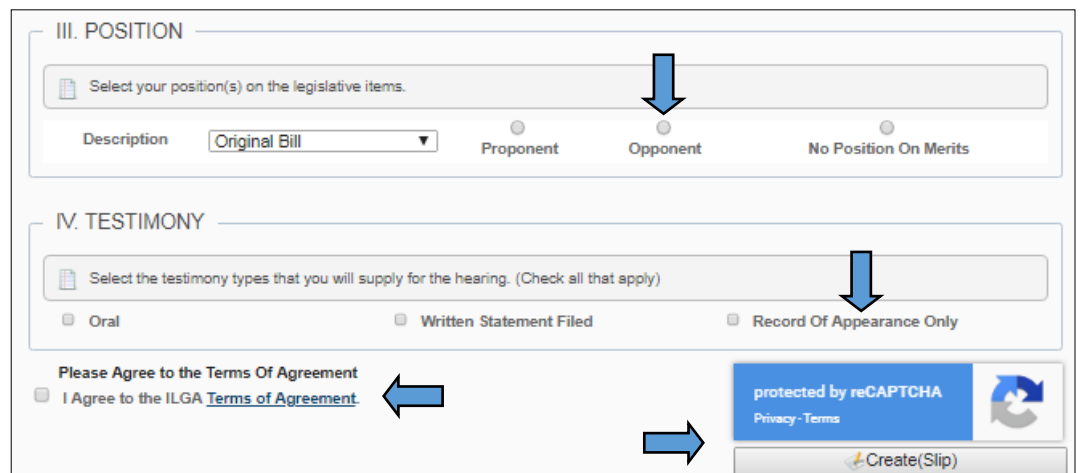 III. POSITION
Select your position(s) on the legislative items.
Description Original Bill Proponent Opponent No Position On Merits
IV. TESTIMONY
Select the testimony types that you will supply for the hearing. (Check all that apply)
Oral Written Statement Filed Record Of Appearance Only
Please Agree to the Terms Of Agreement
I Agree to the ILGA Terms of Agreement.
protected by reCAPTCHA
Privacy - Terms
Create(Slip)